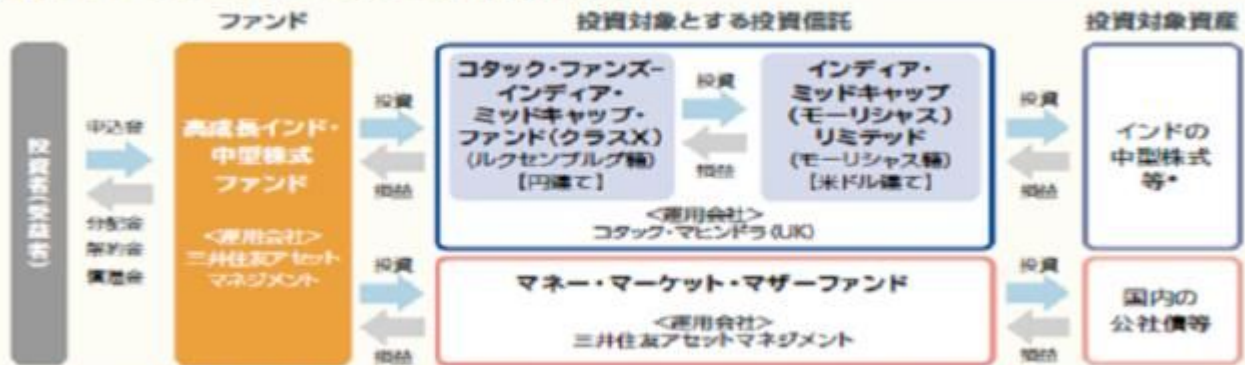 ファンド
投資対象とする投資信託
投資対象資産
投資者(受益者)
申込金
分配金
解約金
償還金
高成長インド・
中型株式
ファンド
<運用会社>
三井住友アセット
マネジメント
投資
損益
投資
損益
コタック・ファンズ−
インディア・
ミッドキャップ・
ファンド(クラスX)
(ルクセンブルグ籍)
【円建て】
投資
損益
インディア・
ミッドキャップ
(モーリシャス)
リミテッド
(モーリシャス籍)
【米ドル建て】
<運用会社>
コタック・マヒンドラ(UK)
マネー・マーケット・マザーファンド
<運用会社>
三井住友アセットマネジメント
投資
損益
投資
損益
インドの
中型株式
等*
国内の
公社債等